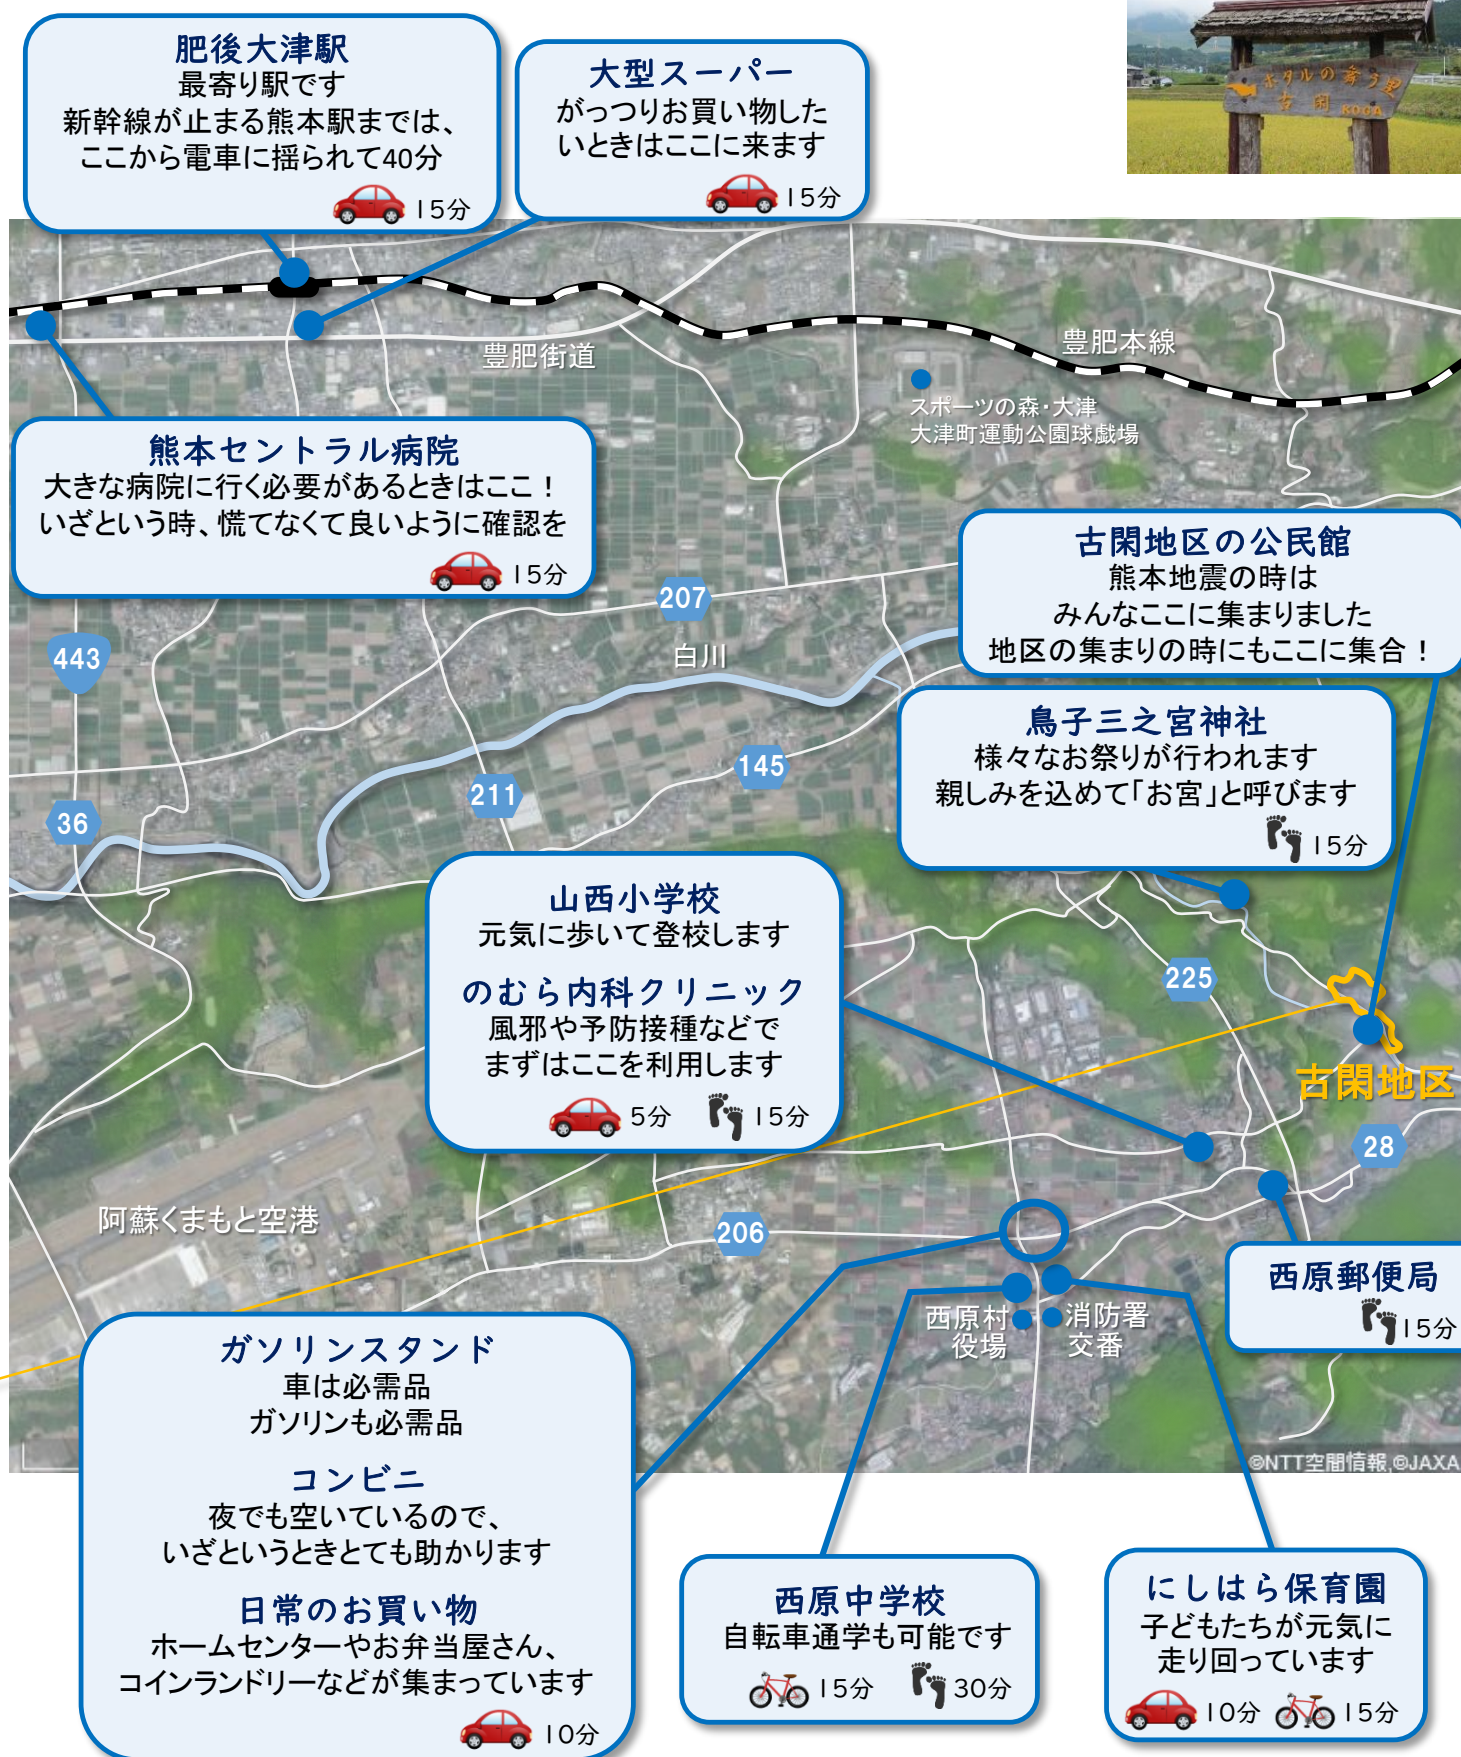 肥後大津駅
最寄り駅です
新幹線が止まる熊本駅までは、
ここから電車に揺られて40分
15分
大型スーパー
がっつりお買い物した
いときはここに来ます
15分
ホタルの舞う里
古閑 KOGA
豊肥街道
豊肥本線
スポーツの森・大津
大津町運動公園球戯場
熊本セントラル病院
大きな病院に行く必要があるときはここ！
いざという時、慌てなくて良いように確認を
15分
古閑地区の公民館
熊本地震の時は
みんなここに集まりました
地区の集まりの時にもここに集合！
207
443
白川
鳥子三之宮神社
様々なお祭りが行われます
親しみを込めて「お宮」と呼びます
15分
145
211
36
山西小学校
元気に歩いて登校します
のむら内科クリニック
風邪や予防接種などで
まずはここを利用します
5分 15分
225
古閑地区
28
阿蘇くまもと空港
206
西原郵便局
15分
西原村
役場
消防署
交番
ガソリンスタンド
車は必需品
ガソリンも必需品
コンビニ
夜でも空いているので、
いざというときとても助かります
日常のお買い物
ホームセンターやお弁当屋さん、
コインランドリーなどが集まっています
10分
©NTT空間情報,©JAXA
西原中学校
自転車通学も可能です
15分 30分
にしはら保育園
子どもたちが元気に
走り回っています
10分 15分